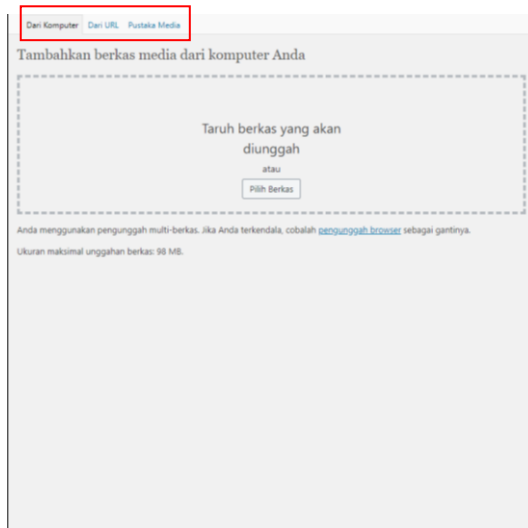 Dari Komputer Dari URL Pustaka Media
Tambahkan berkas media dari komputer Anda
Taruh berkas yang akan
diunggah
atau
Pilih Berkas
Anda menggunakan pengunggah multi-berkas. Jika Anda terkendala, cobalah pengunggah browser sebagai gantinya.
Ukuran maksimal unggahan berkas: 98 MB.